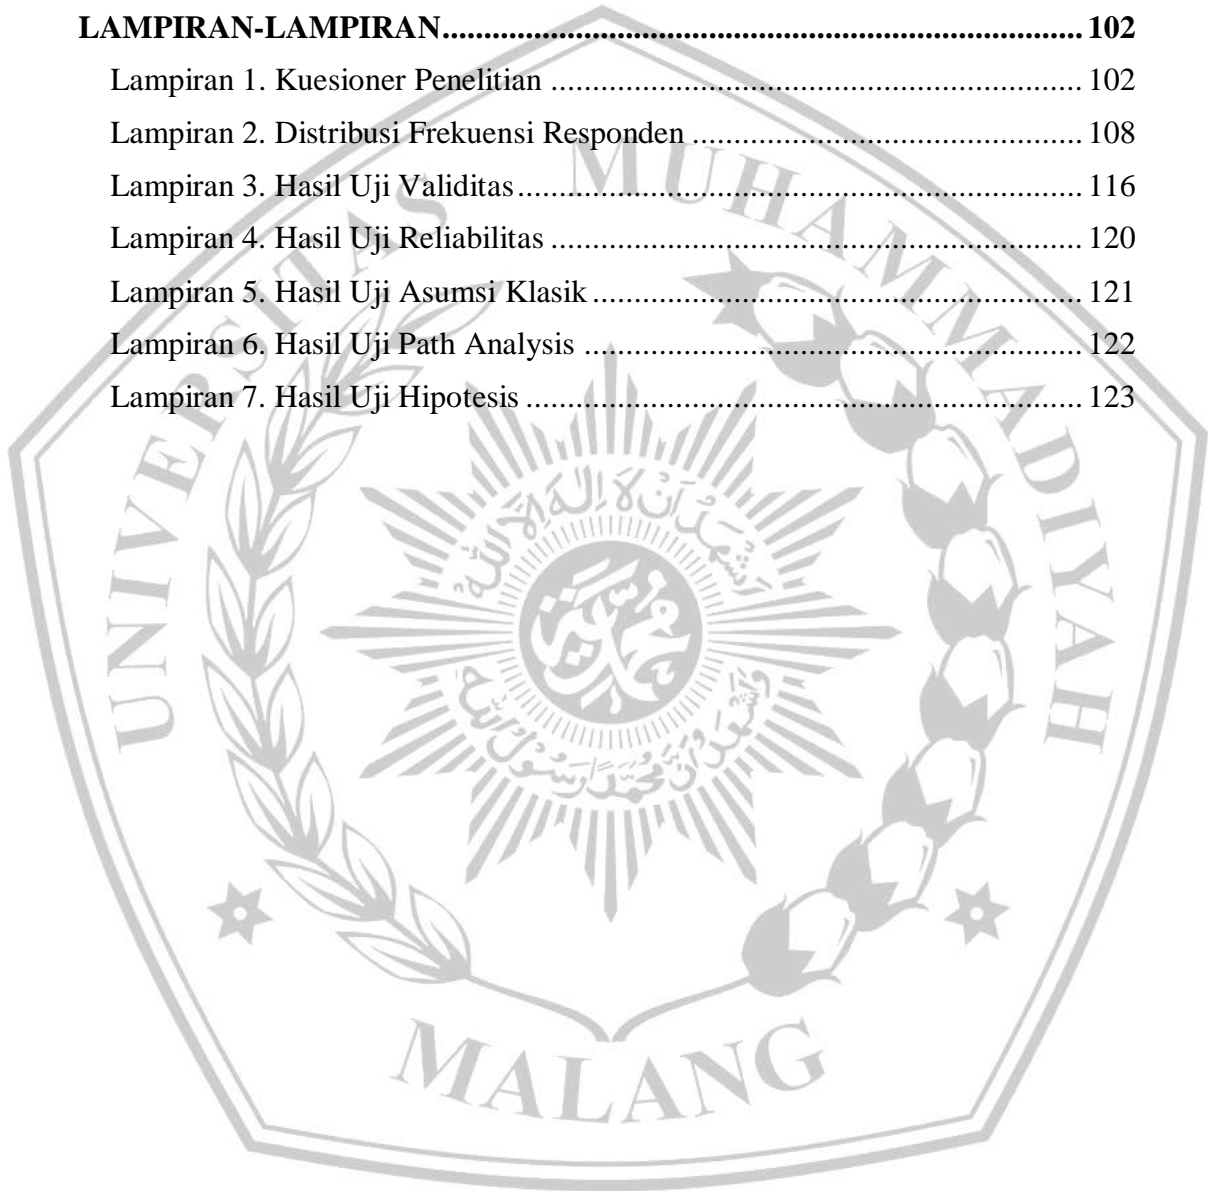 LAMPIRAN-LAMPIRAN.............................................................................. 102
Lampiran 1. Kuesioner Penelitian ................................................................. 102
Lampiran 2. Distribusi Frekuensi Responden ................................................ 108
Lampiran 3. Hasil Uji Validitas ..................................................................... 116
Lampiran 4. Hasil Uji Reliabilitas ................................................................. 120
Lampiran 5. Hasil Uji Asumsi Klasik ............................................................ 121
Lampiran 6. Hasil Uji Path Analysis ............................................................. 122
Lampiran 7. Hasil Uji Hipotesis .................................................................... 123
UNIVERSITAS MUHAMMADIYAH
MALANG